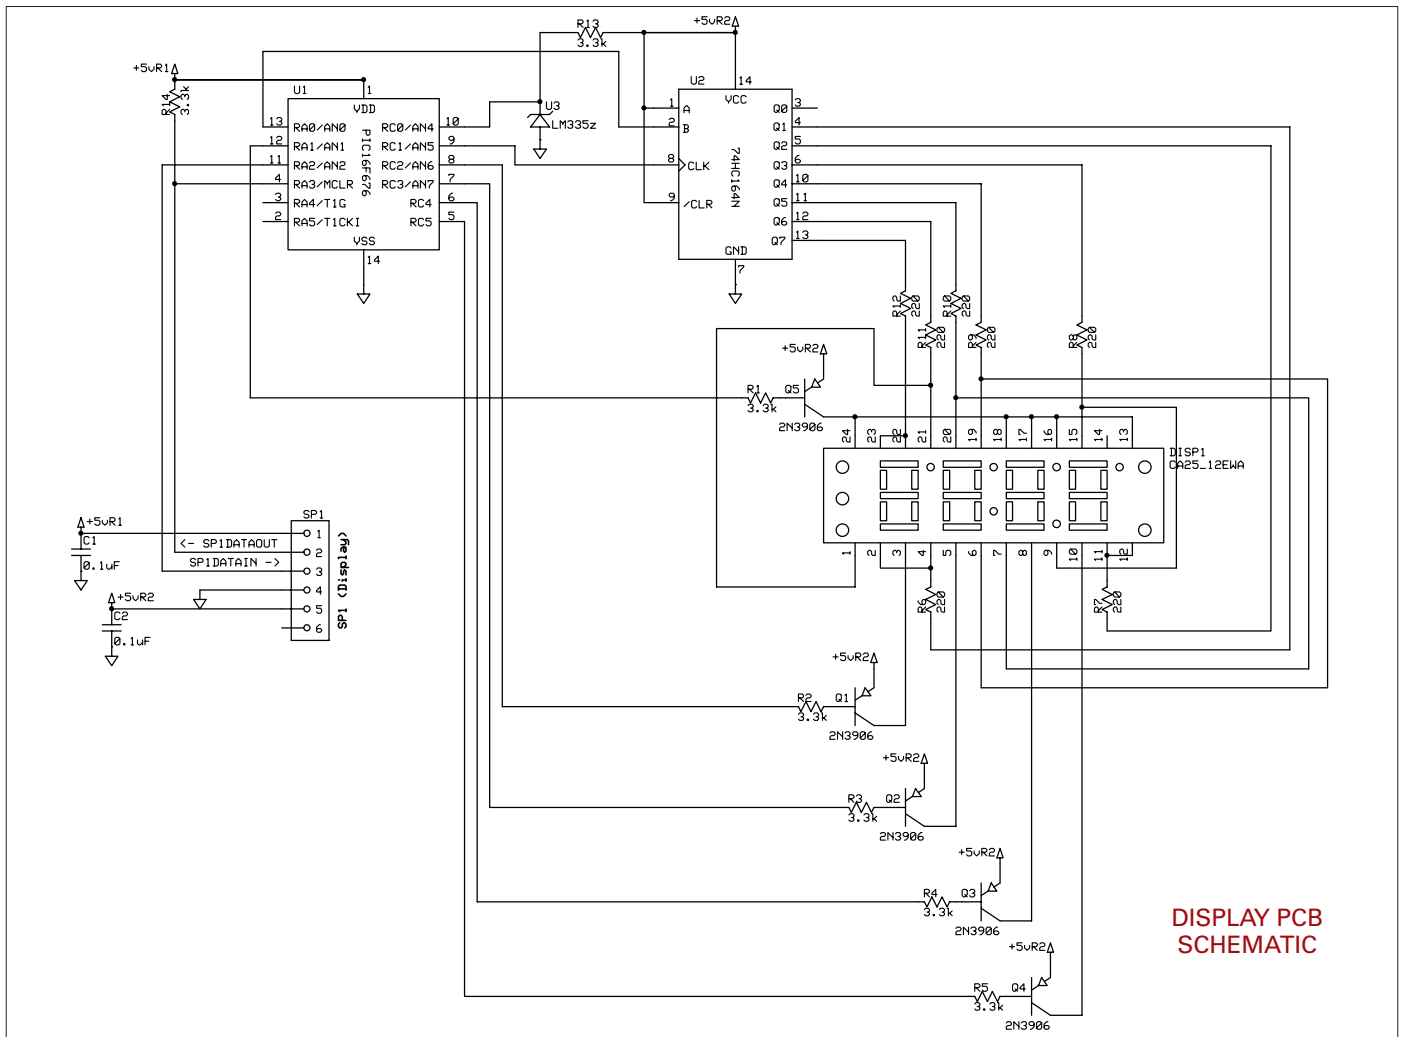 R13
3.3k
+5vR2
+5vR1
R14
3.3k
U1
1
VDD
PIC16F676
13 RA0/AN0
12 RA1/AN1
11 RA2/AN2
4 RA3/MCLR
3 RA4/T1G
2 RA5/T1CKI
RC0/AN4 10
RC1/AN5 9
RC2/AN6 8
RC3/AN7 7
RC4 6
RC5 5
VSS
14
U3
LM335z
U2
14
VCC
74HC164N
1 A
2 B
8 CLK
9 /CLR
Q0 3
Q1 4
Q2 5
Q3 6
Q4 10
Q5 11
Q6 12
Q7 13
GND
7
R12
220
R11
220
R10
220
R9
220
R8
220
+5vR2
R1
3.3k
Q5
2N3906
24 23 22 21 20 19 18 17 16 15 14 13
DISP1
CA25_12EWA
1 2 3 4 5 6 7 8 9 10 11 12
R6
220
R7
220
+5vR1
C1
0.1uF
+5vR2
C2
0.1uF
SP1
<- SP1DATAOUT
SP1DATAIN ->
1
2
3
4
5
6
SP1 (Display)
+5vR2
R2
3.3k
Q1
2N3906
+5vR2
R3
3.3k
Q2
2N3906
+5vR2
R4
3.3k
Q3
2N3906
+5vR2
R5
3.3k
Q4
2N3906
DISPLAY PCB
SCHEMATIC